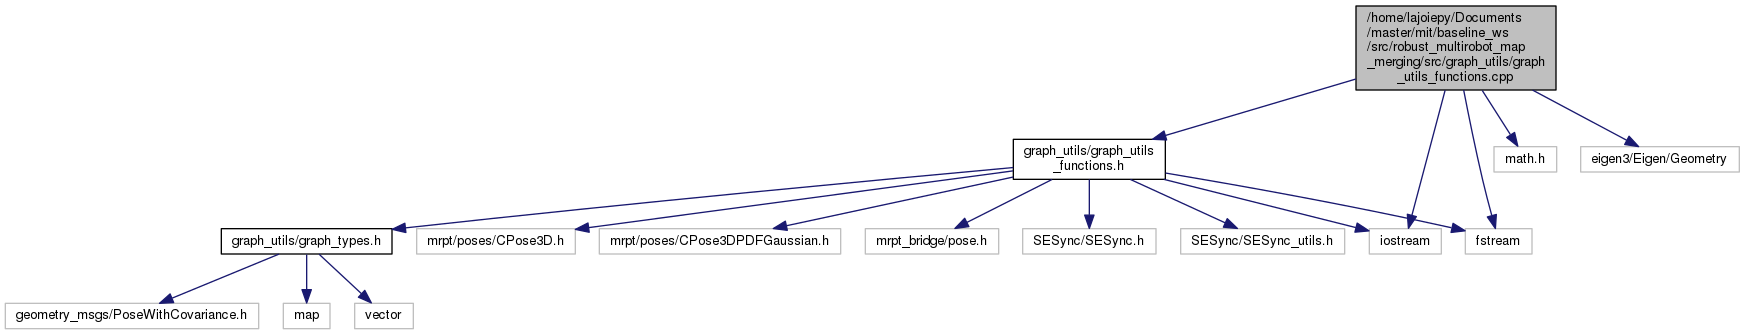 /home/lajoiepy/Documents
/master/mit/baseline_ws
/src/robust_multirobot_map
_merging/src/graph_utils/graph
_utils_functions.cpp
graph_utils/graph_utils
_functions.h
math.h
eigen3/Eigen/Geometry
graph_utils/graph_types.h
mrpt/poses/CPose3D.h
mrpt/poses/CPose3DPDFGaussian.h
mrpt_bridge/pose.h
SESync/SESync.h
SESync/SESync_utils.h
iostream
fstream
geometry_msgs/PoseWithCovariance.h
map
vector